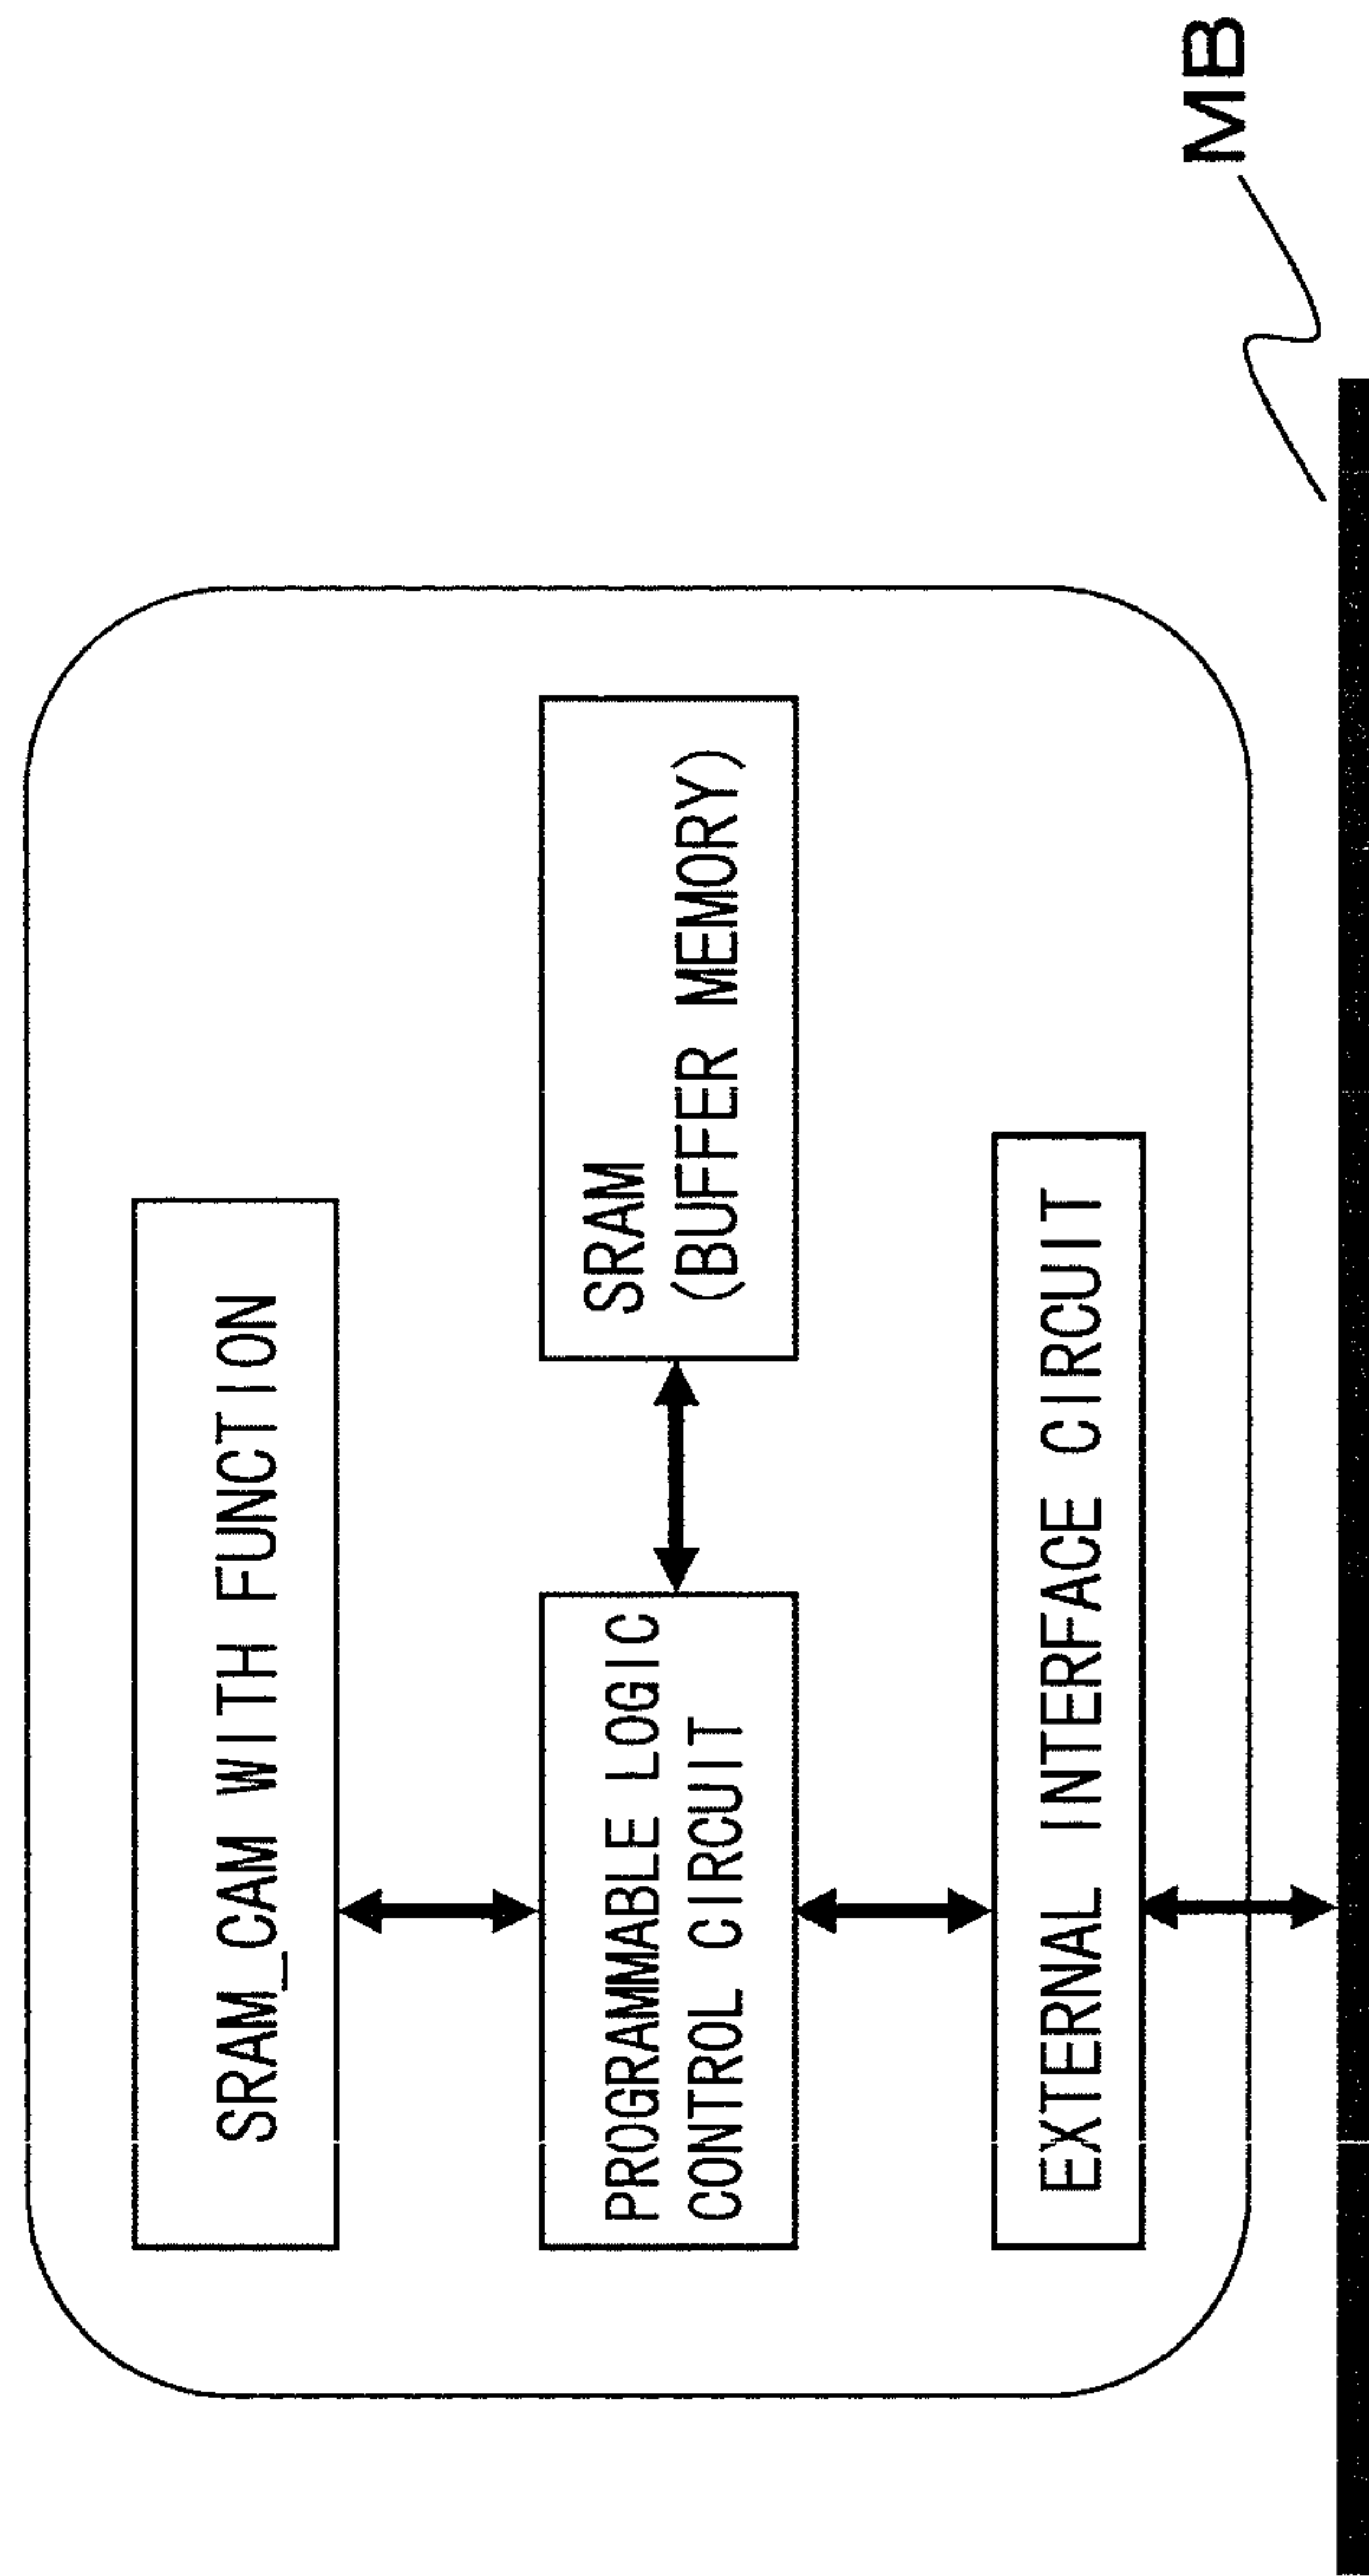 SRAM_CAM WITH FUNCTION
PROGRAMMABLE LOGIC
CONTROL CIRCUIT
SRAM
(BUFFER MEMORY)
EXTERNAL INTERFACE CIRCUIT
MB